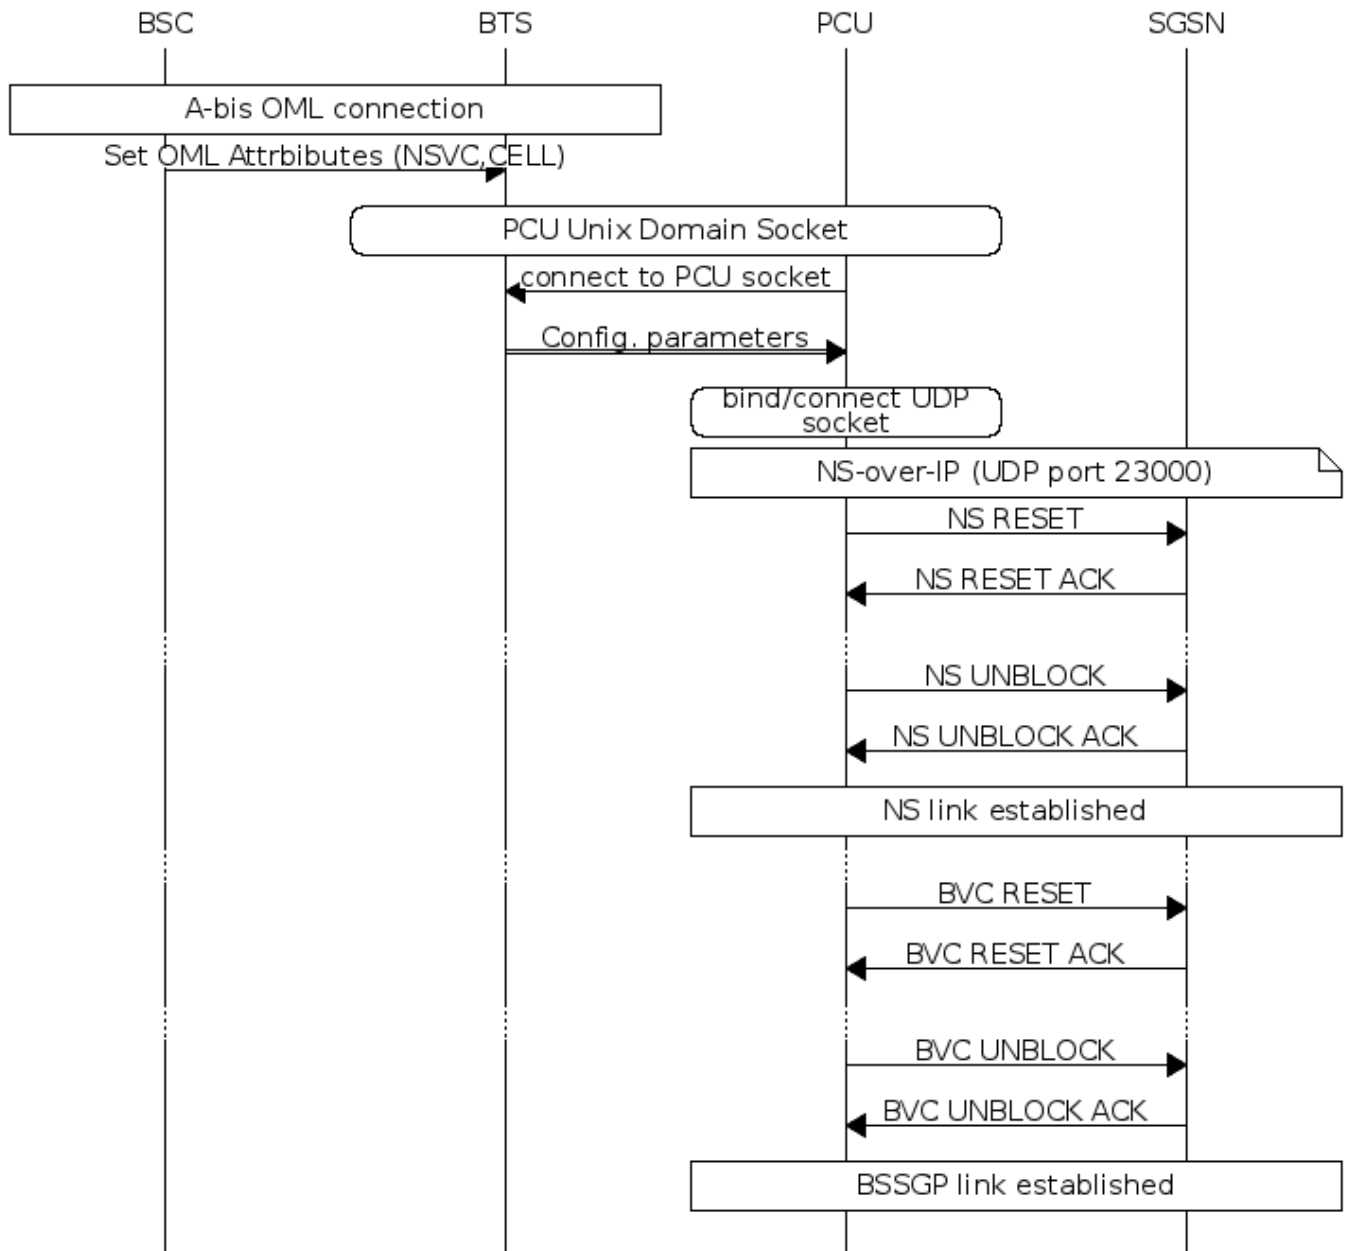 BSC BTS PCU SGSN
A-bis OML connection
Set OML Attrbibutes (NSVC,CELL)
PCU Unix Domain Socket
connect to PCU socket
Config. parameters
bind/connect UDP
socket
NS-over-IP (UDP port 23000)
NS RESET
NS RESET ACK
NS UNBLOCK
NS UNBLOCK ACK
NS link established
BVC RESET
BVC RESET ACK
BVC UNBLOCK
BVC UNBLOCK ACK
BSSGP link established